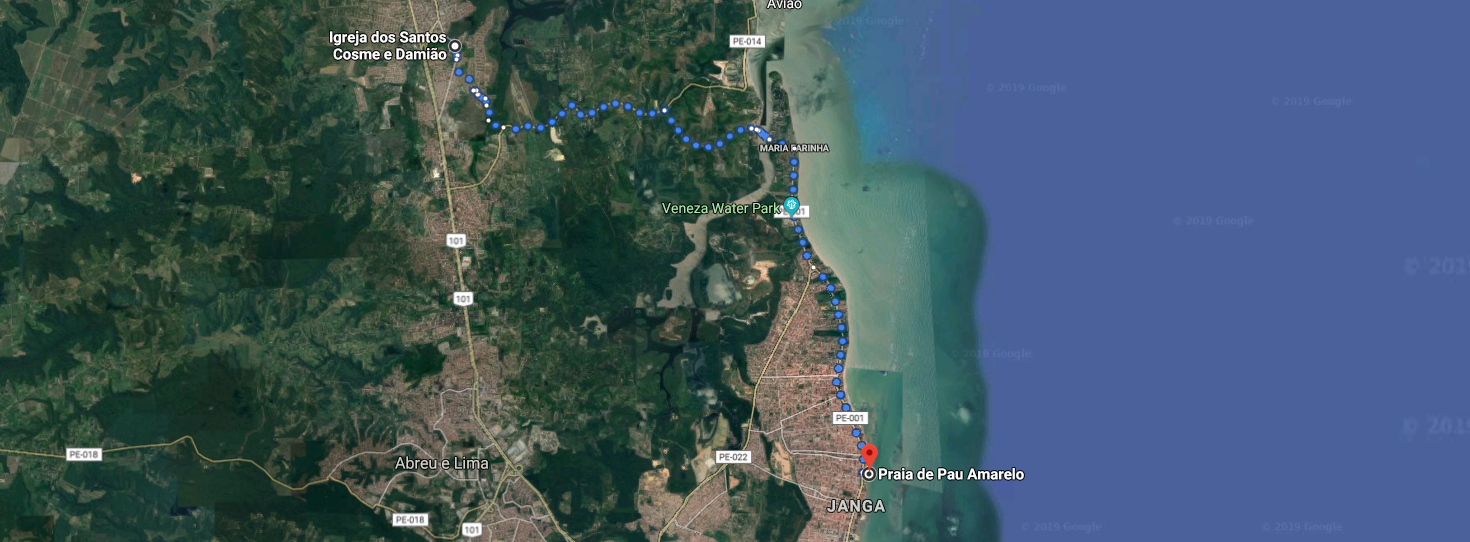 Avião
© 2019 Google
Igreja dos Santos
Cosme e Damião
PE-014
© 2019 Google
© 2019 Google
MARIA FARINHA
Veneza Water Park
© 2019 Google
101
© 2019
101
© 2019 Google
PE-001
© 2019
PE-018
Abreu e Lima
PE-022
Praia de Pau Amarelo
JANGA
PE-018
101
© 2019 Google
© 2019 Google